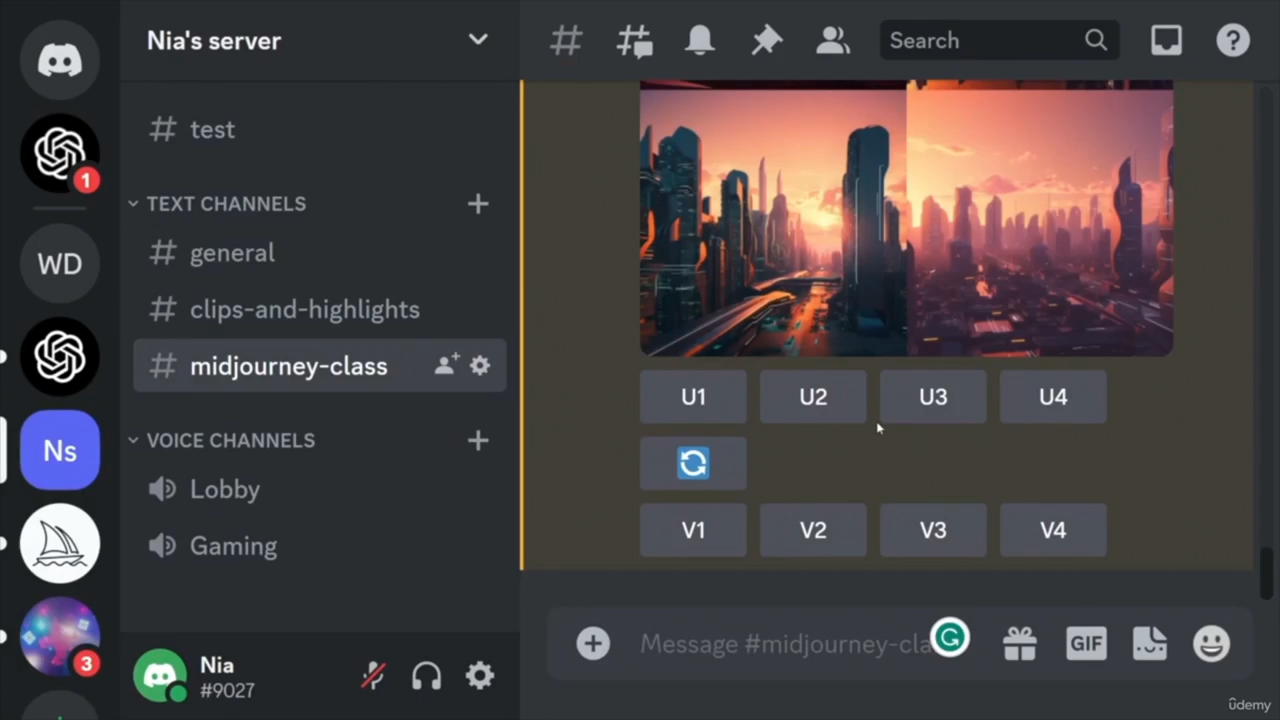 Nia's server
Search
test
1
TEXT CHANNELS
WD
general
clips-and-highlights
midjourney-class
U1 U2 U3 U4
Ns
VOICE CHANNELS
Lobby
V1 V2 V3 V4
Gaming
Message #midjourney-cla
GIF
3
Nia
#9027
ûdemy